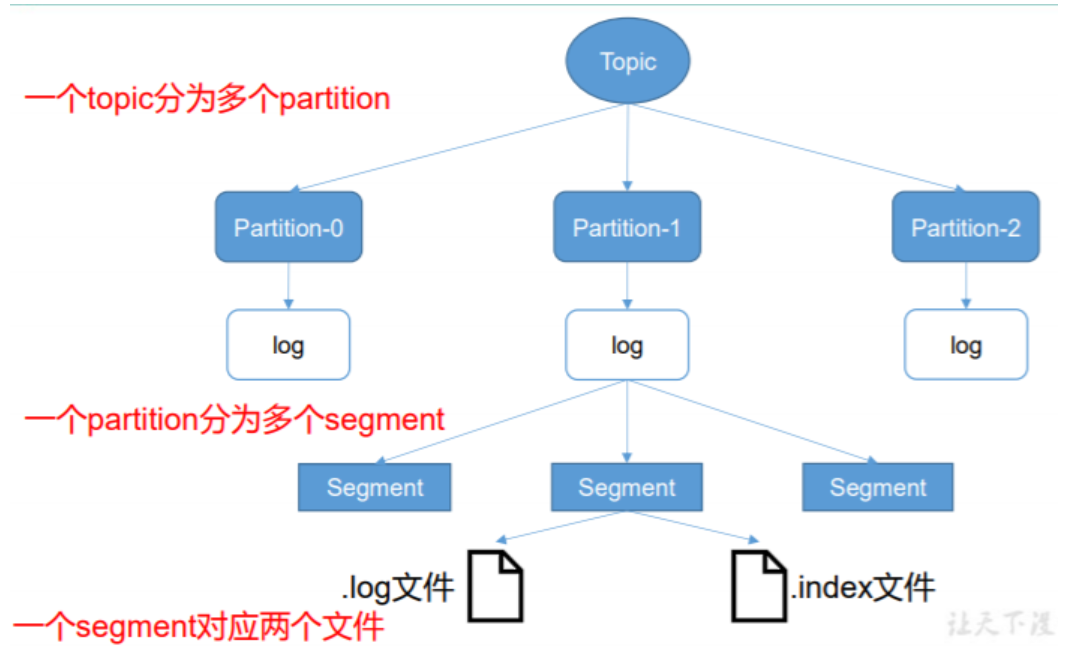 Topic
一个topic分为多个partition
Partition-0
Partition-1
Partition-2
log
log
log
一个partition分为多个segment
Segment
Segment
Segment
.log文件
.index文件
一个segment对应两个文件
让天下没